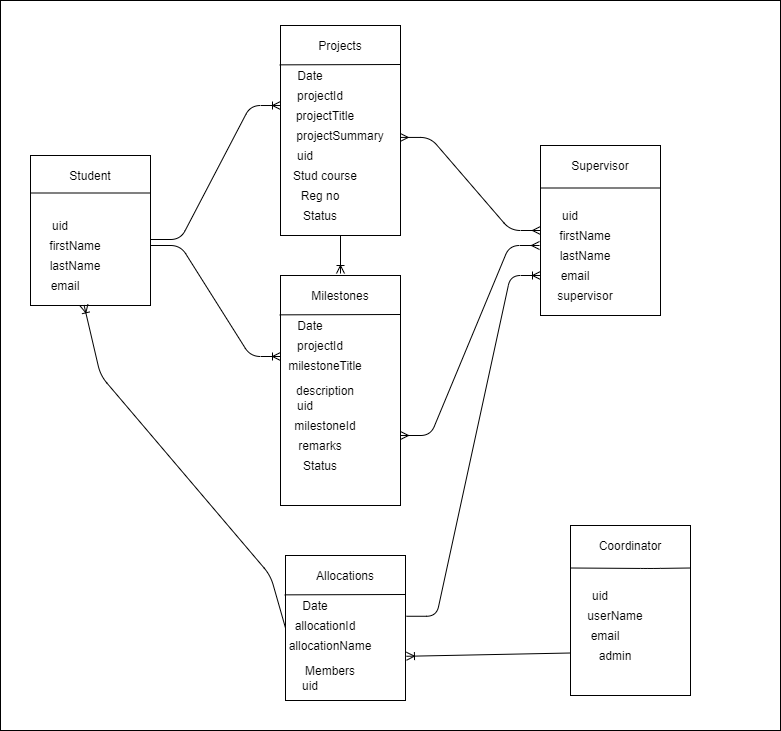 Projects
Date
projectId
projectTitle
projectSummary
uid
Stud course
Reg no
Status
Student
uid
firstName
lastName
email
Supervisor
uid
firstName
lastName
email
supervisor
Milestones
Date
projectId
milestoneTitle
description
uid
milestoneId
remarks
Status
Allocations
Date
allocationId
allocationName
Members
uid
Coordinator
uid
userName
email
admin